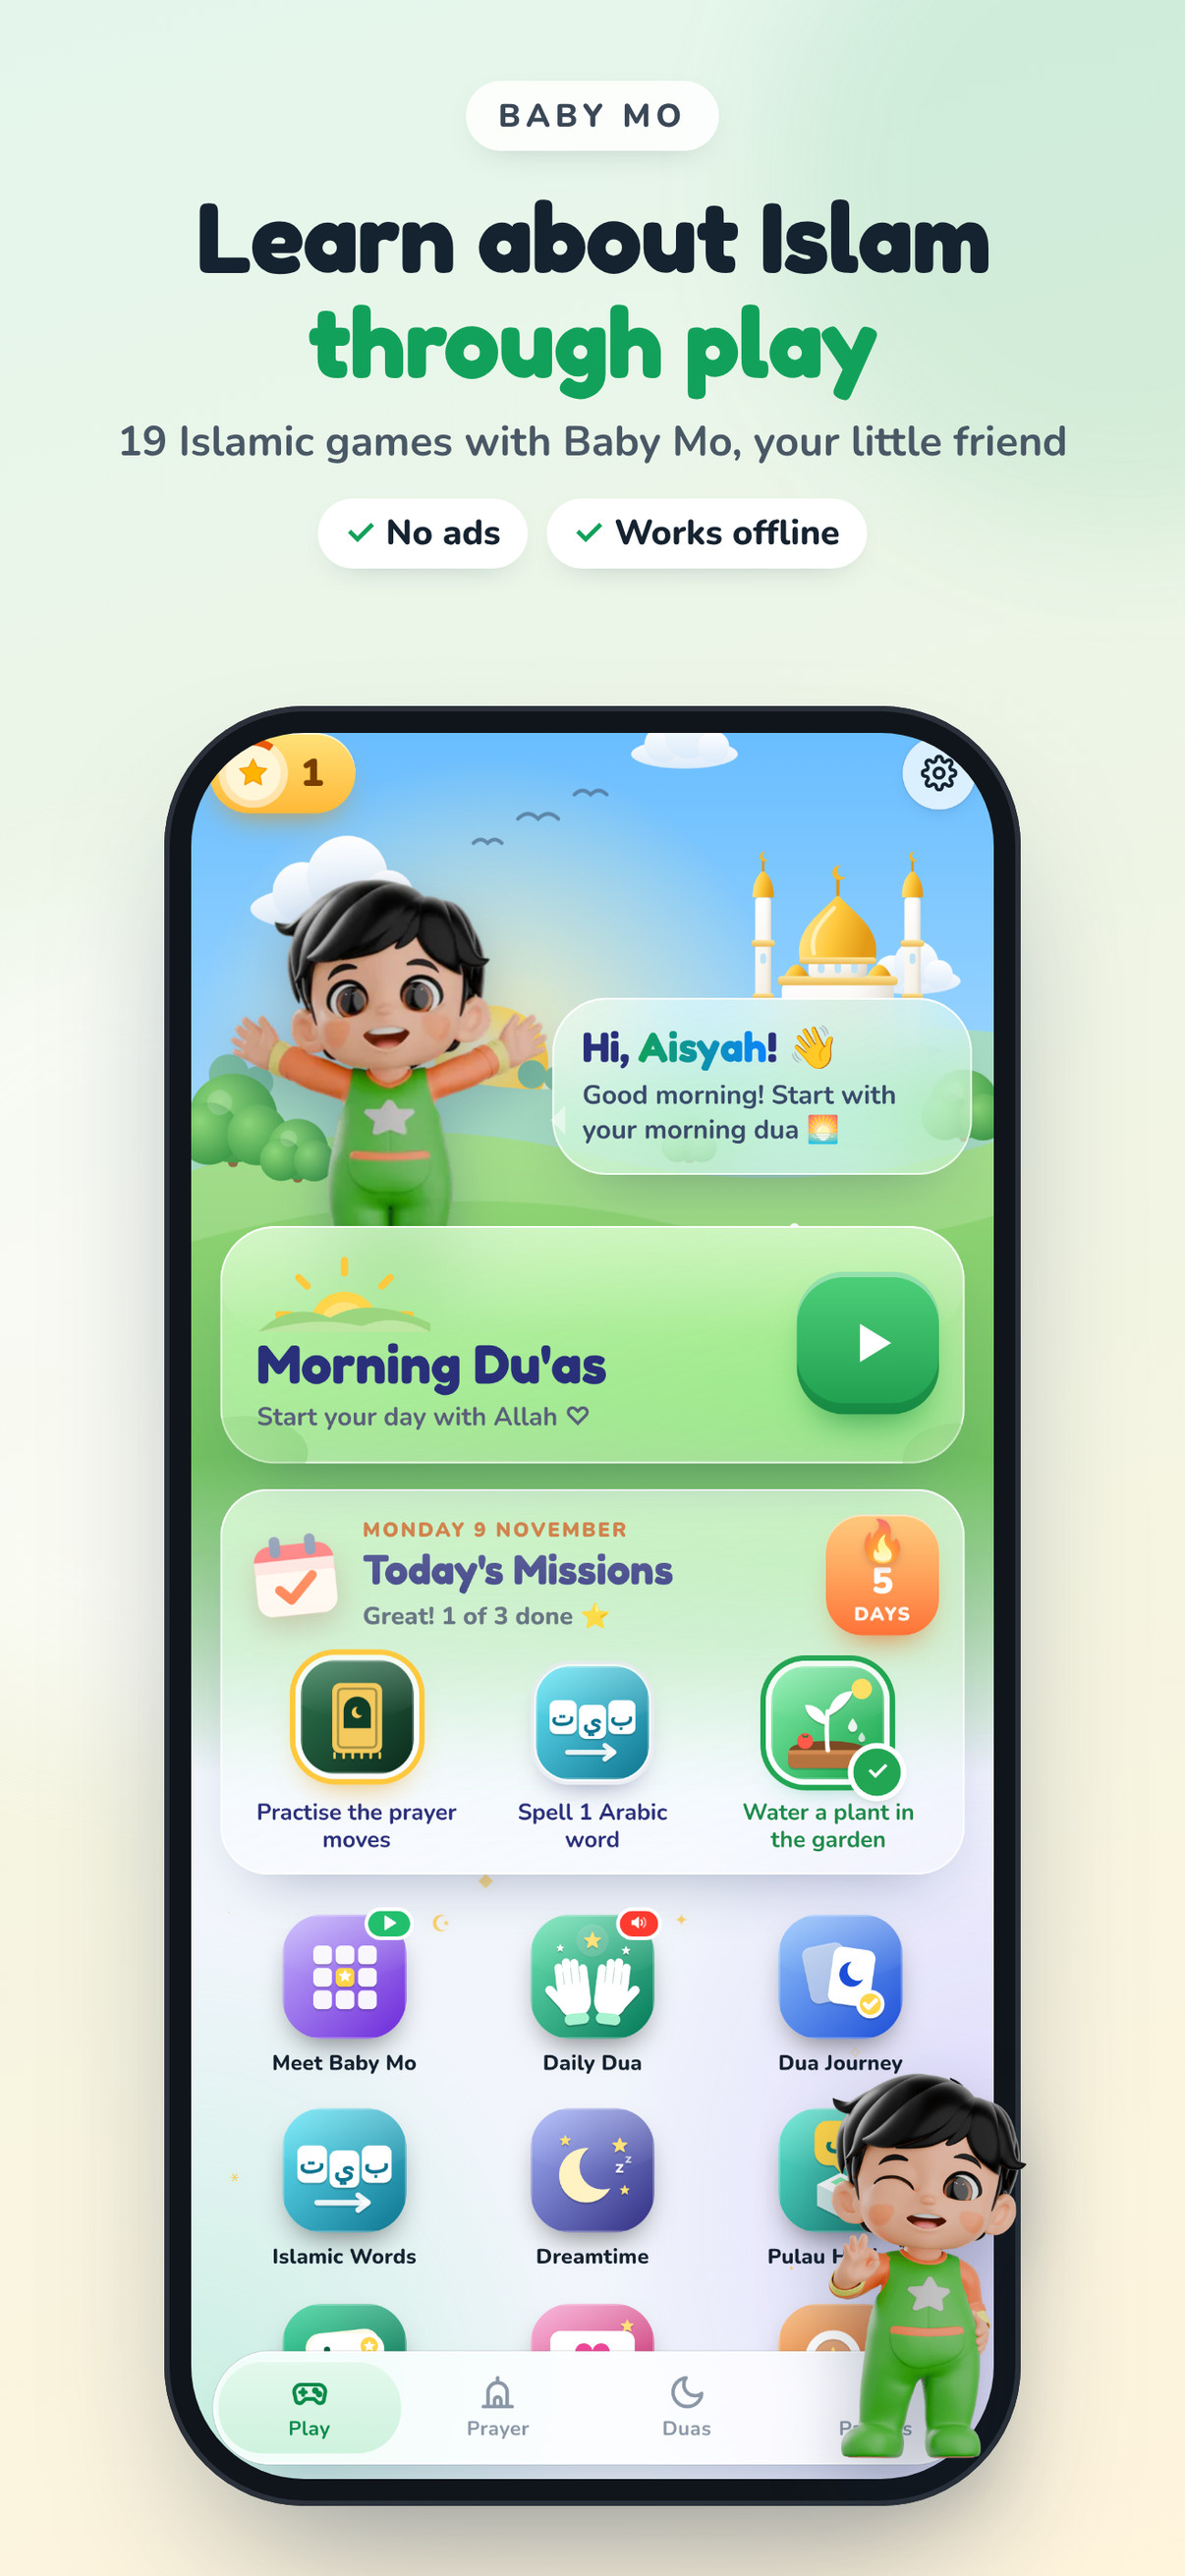 BABY MO
Learn about Islam
through play
19 Islamic games with Baby Mo, your little friend
✓ No ads
✓ Works offline
1
Hi, Aisyah! 👋
Good morning! Start with
your morning dua 🌅
Morning Du'as
Start your day with Allah ♡
MONDAY 9 NOVEMBER
Today's Missions
Great! 1 of 3 done ⭐
5
DAYS
ب ي ت
Practise the prayer
moves
Spell 1 Arabic
word
Water a plant in
the garden
Meet Baby Mo
Daily Dua
Dua Journey
ب ي ت
z z
Islamic Words
Dreamtime
Pulau
Play
Prayer
Duas